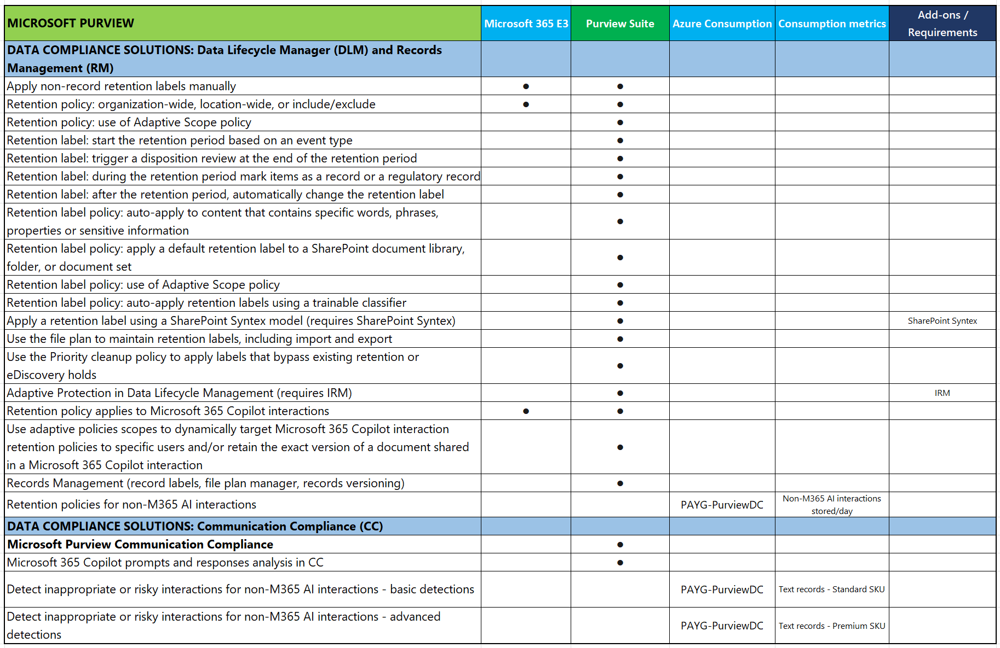 MICROSOFT PURVIEW
Microsoft 365 E3
Purview Suite
Azure Consumption
Consumption metrics
Add-ons /
Requirements
DATA COMPLIANCE SOLUTIONS: Data Lifecycle Manager (DLM) and Records
Management (RM)
Apply non-record retention labels manually
● ●
Retention policy: organization-wide, location-wide, or include/exclude
● ●
Retention policy: use of Adaptive Scope policy
●
Retention label: start the retention period based on an event type
●
Retention label: trigger a disposition review at the end of the retention period
●
Retention label: during the retention period mark items as a record or a regulatory record
●
Retention label: after the retention period, automatically change the retention label
●
Retention label policy: auto-apply to content that contains specific words, phrases,
properties or sensitive information
●
Retention label policy: apply a default retention label to a SharePoint document library,
folder, or document set
●
Retention label policy: use of Adaptive Scope policy
●
Retention label policy: auto-apply retention labels using a trainable classifier
●
Apply a retention label using a SharePoint Syntex model (requires SharePoint Syntex)
●
SharePoint Syntex
Use the file plan to maintain retention labels, including import and export
●
Use the Priority cleanup policy to apply labels that bypass existing retention or
eDiscovery holds
●
Adaptive Protection in Data Lifecycle Management (requires IRM)
●
IRM
Retention policy applies to Microsoft 365 Copilot interactions
● ●
Use adaptive policies scopes to dynamically target Microsoft 365 Copilot interaction
retention policies to specific users and/or retain the exact version of a document shared
in a Microsoft 365 Copilot interaction
●
Records Management (record labels, file plan manager, records versioning)
●
Retention policies for non-M365 AI interactions
PAYG-PurviewDC
Non-M365 AI interactions
stored/day
DATA COMPLIANCE SOLUTIONS: Communication Compliance (CC)
Microsoft Purview Communication Compliance
●
Microsoft 365 Copilot prompts and responses analysis in CC
●
Detect inappropriate or risky interactions for non-M365 AI interactions - basic detections
PAYG-PurviewDC
Text records - Standard SKU
Detect inappropriate or risky interactions for non-M365 AI interactions - advanced
detections
PAYG-PurviewDC
Text records - Premium SKU